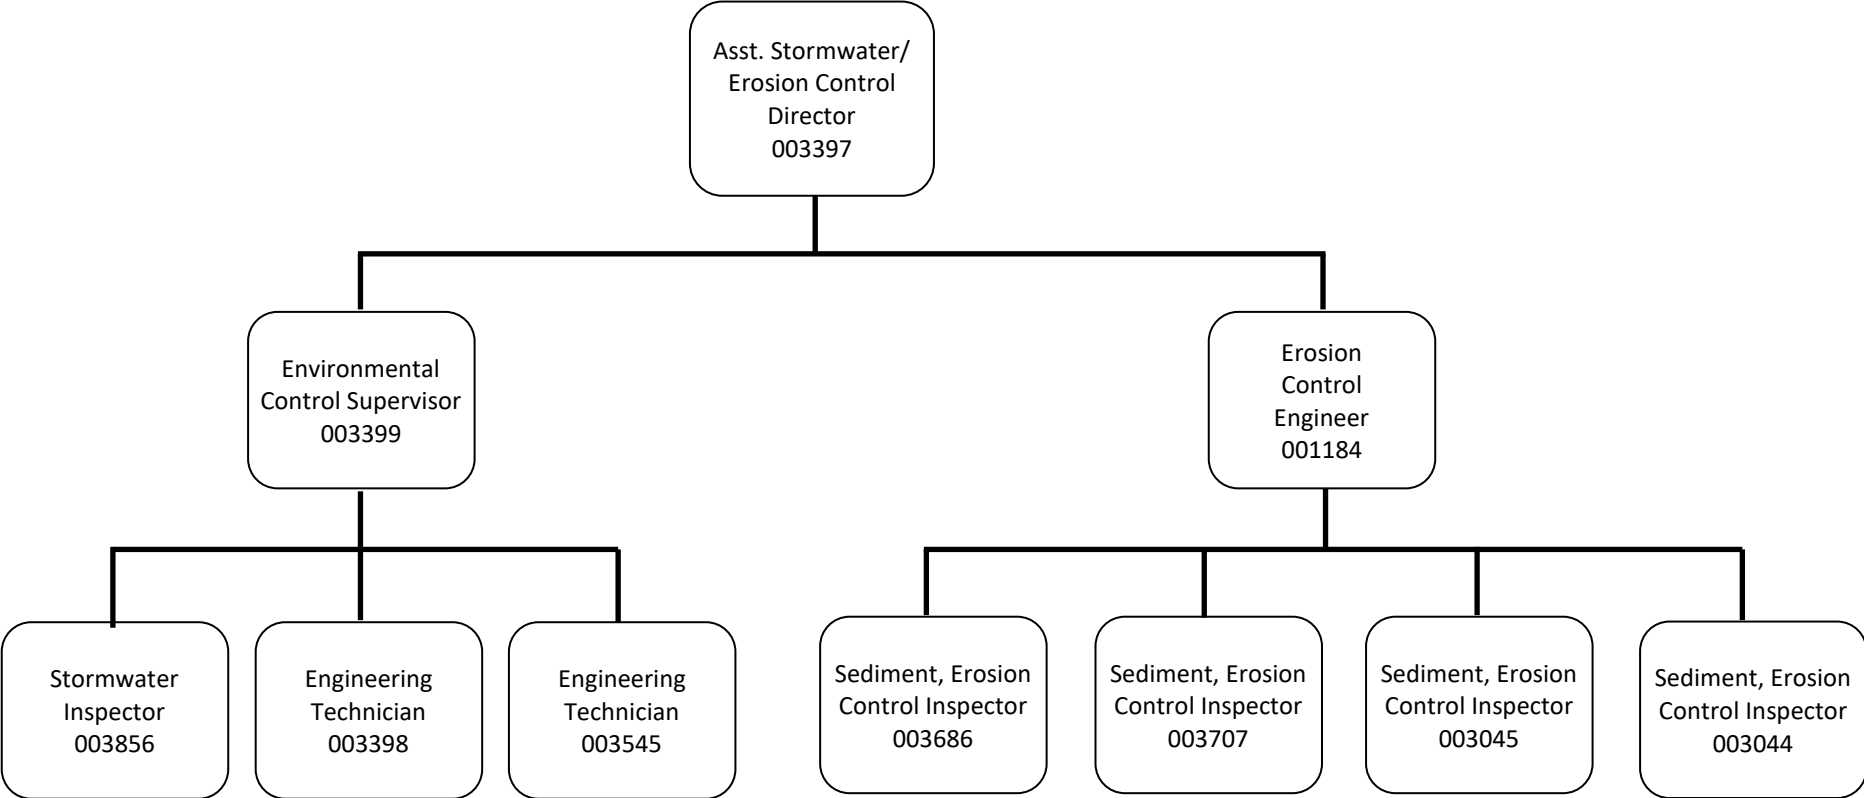 Asst. Stormwater/
Erosion Control
Director
003397
Environmental
Control Supervisor
003399
Erosion
Control
Engineer
001184
Stormwater
Inspector
003856
Engineering
Technician
003398
Engineering
Technician
003545
Sediment, Erosion
Control Inspector
003686
Sediment, Erosion
Control Inspector
003707
Sediment, Erosion
Control Inspector
003045
Sediment, Erosion
Control Inspector
003044